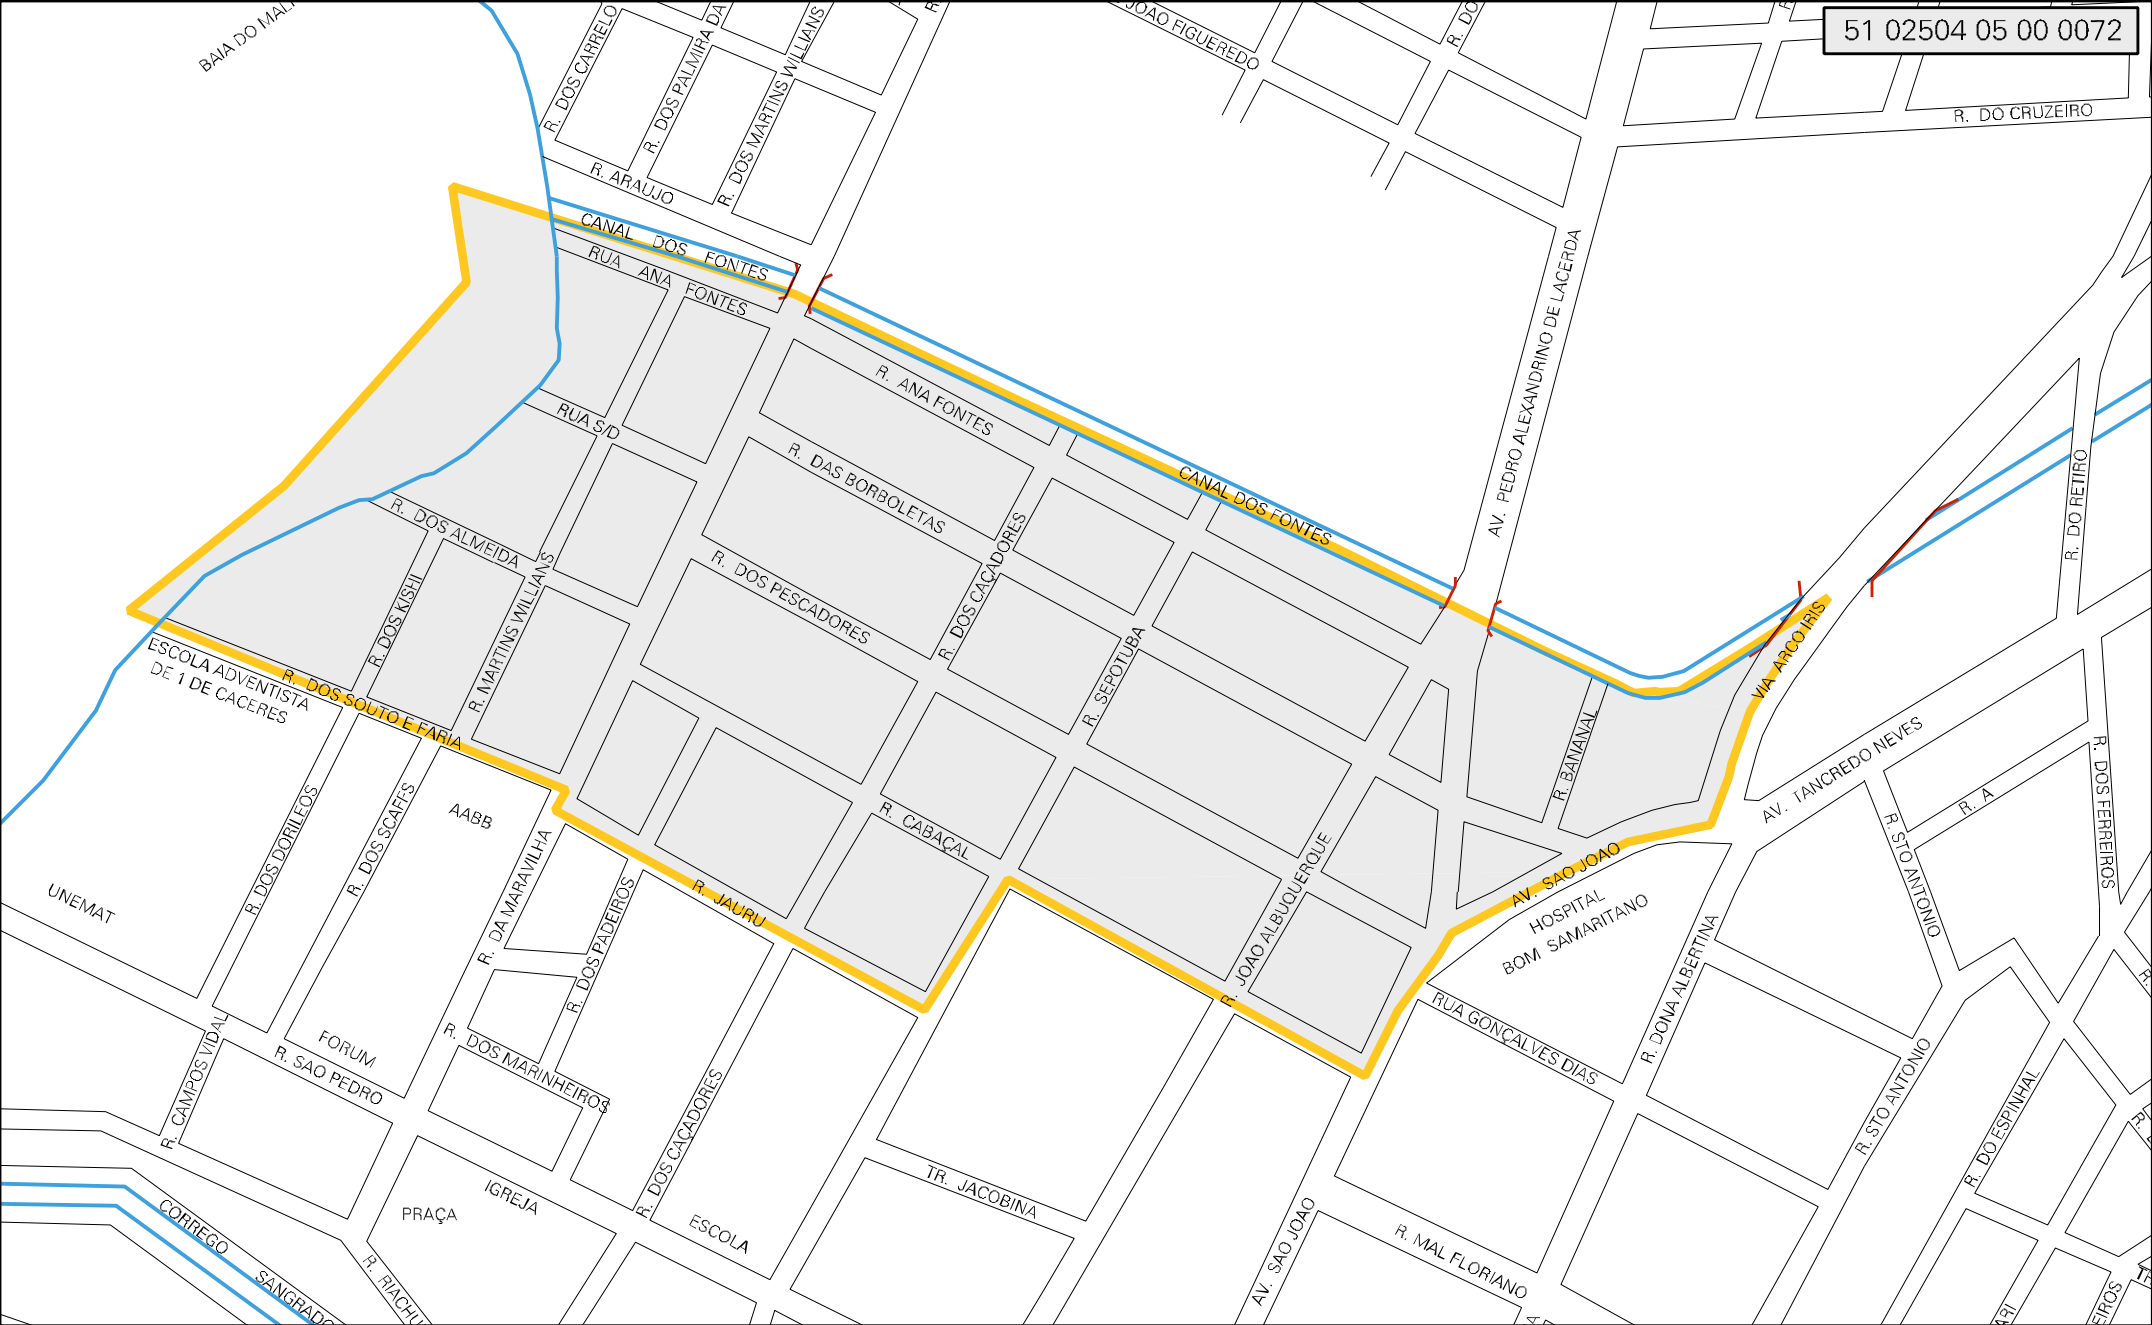 51 02504 05 00 0072
JOAO FIGUEREDO
R. DO CRUZEIRO
R. DOS CARRELO
R. DOS PALMIRA DA
R. DOS MARTINS WILLIANS
R. ARAUJO
CANAL DOS FONTES
RUA ANA FONTES
AV. PEDRO ALEXANDRINO DE LACERDA
R. ANA FONTES
RUA S/D
R. DAS BORBOLETAS
CANAL DOS FONTES
R. DO RETIRO
R. DOS ALMEIDA
R. DOS PESCADORES
R. DOS CAÇADORES
R. DOS KISHI
R. MARTINS WILLIANS
R. SEPOTUBA
VIA ARCO IRIS
ESCOLA ADVENTISTA
DE 1 DE CACERES
R. DOS SOUTO E FARIA
R. BANANAL
AV. TANCREDO NEVES
R. DOS FERREIROS
R. A
R. STO ANTONIO
AABB
R. CABAÇAL
R. DOS DORILEOS
R. DOS SCAFFS
R. DA MARAVILHA
R. JAURU
R. JOAO ALBUQUERQUE
AV. SAO JOAO
HOSPITAL
BOM SAMARITANO
UNEMAT
R. DOS PADEIROS
R. DONA ALBERTINA
RUA GONÇALVES DIAS
FORUM
R. SAO PEDRO
R. CAMPOS VIDAL
R. DOS MARINHEIROS
R. DOS CAÇADORES
R. STO ANTONIO
R. DO ESPINHAL
TR. JACOBINA
IGREJA
PRAÇA
ESCOLA
CORREGO
SANGRADO
AV. SAO JOAO
R. MAL FLORIANO